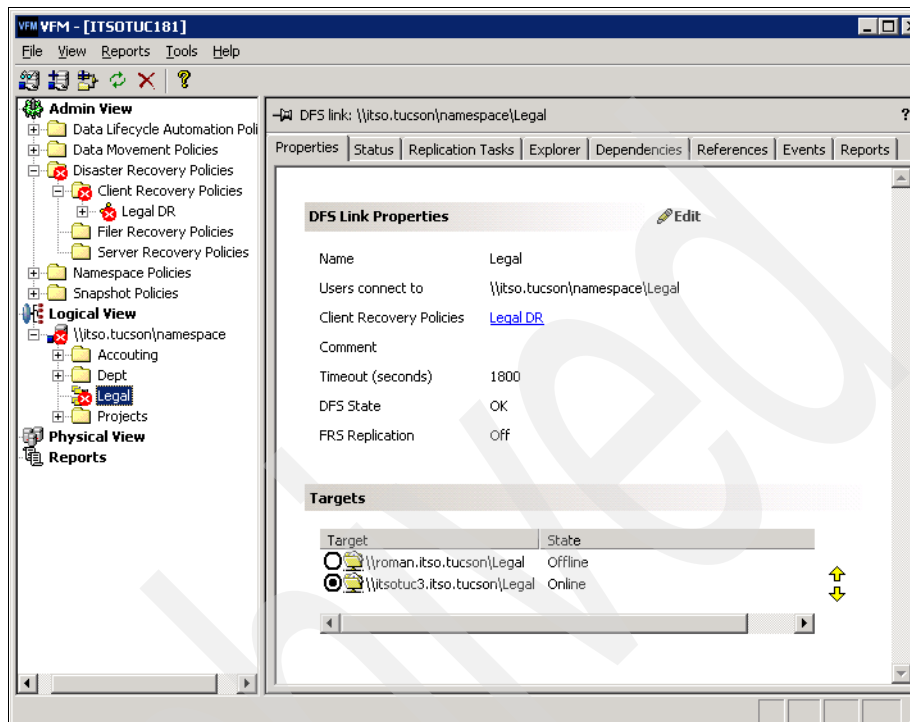 VFM VFM - [ITSOTUC181]
File View Reports Tools Help
Admin View
Data Lifecycle Automation Poli
Data Movement Policies
Disaster Recovery Policies
Client Recovery Policies
Legal DR
Filer Recovery Policies
Server Recovery Policies
Namespace Policies
Snapshot Policies
Logical View
\\itso.tucson\namespace
Accouting
Dept
Legal
Projects
Physical View
Reports
DFS link: \\itso.tucson\namespace\Legal ?
Properties Status Replication Tasks Explorer Dependencies References Events Reports
DFS Link Properties Edit
Name Legal
Users connect to \\itso.tucson\namespace\Legal
Client Recovery Policies Legal DR
Comment
Timeout (seconds) 1800
DFS State OK
FRS Replication Off
Targets
Target State
\\roman.itso.tucson\Legal Offline
\\itsotuc3.itso.tucson\Legal Online